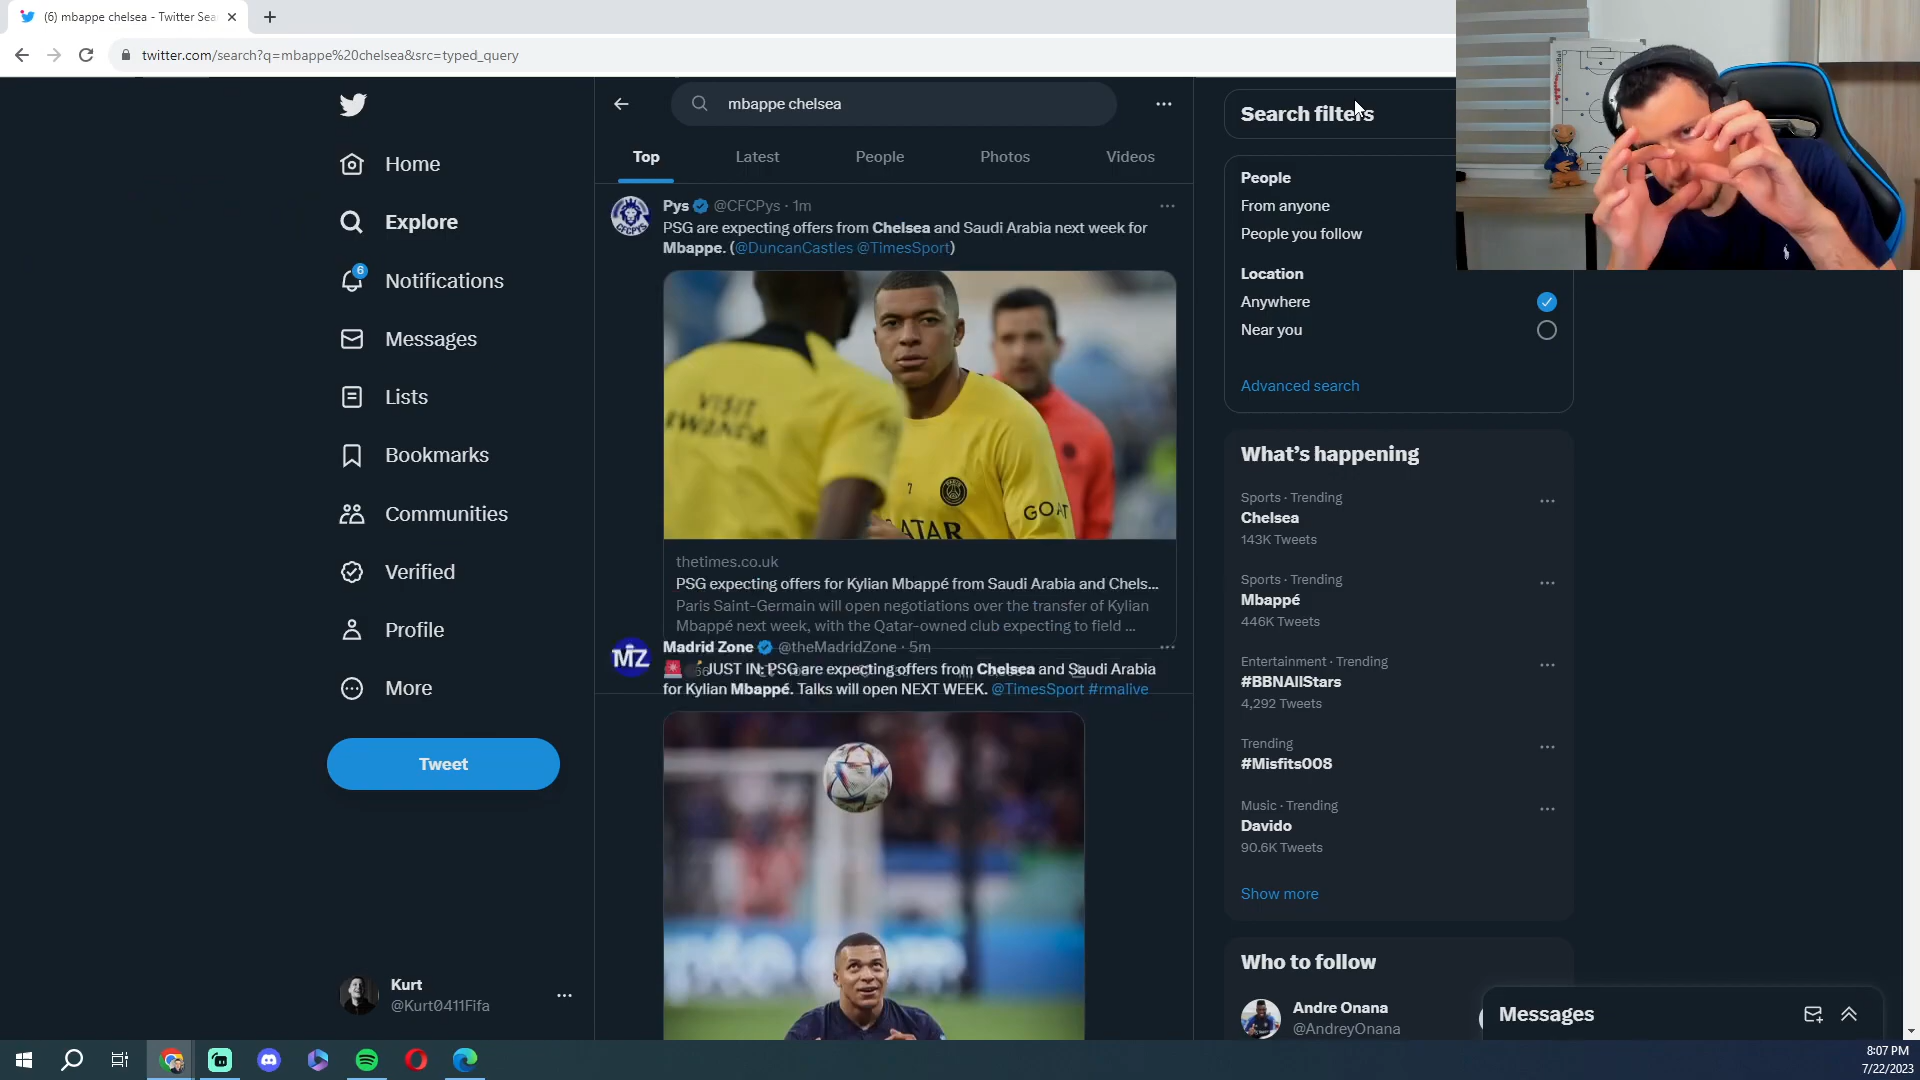 (6) mbappe chelsea - Twitter Sea
twitter.com/search?q=mbappe%20chelsea&src=typed_query
Home
Explore
6
Notifications
Messages
Lists
Bookmarks
Communities
Verified
Profile
More
Tweet
Kurt
@Kurt0411Fifa
mbappe chelsea
Top Latest People Photos Videos
Pys @CFCPys · 1m
PSG are expecting offers from Chelsea and Saudi Arabia next week for
Mbappe. (@DuncanCastles @TimesSport)
VISIT
RWANDA
7
GOAT
QATAR
thetimes.co.uk
PSG expecting offers for Kylian Mbappé from Saudi Arabia and Chels...
Paris Saint-Germain will open negotiations over the transfer of Kylian
Mbappé next week, with the Qatar-owned club expecting to field ...
MZ
Madrid Zone @theMadridZone · 5m
JUST IN: PSG are expecting offers from Chelsea and Saudi Arabia
for Kylian Mbappé. Talks will open NEXT WEEK. @TimesSport #rmalive
Search filters
People
From anyone
People you follow
Location
Anywhere
Near you
Advanced search
What's happening
Sports · Trending
Chelsea
143K Tweets
Sports · Trending
Mbappé
446K Tweets
Entertainment · Trending
#BBNAllStars
4,292 Tweets
Trending
#Misfits008
Music · Trending
Davido
90.6K Tweets
Show more
Who to follow
Andre Onana
@AndreyOnana
Messages
8:07 PM
7/22/2023